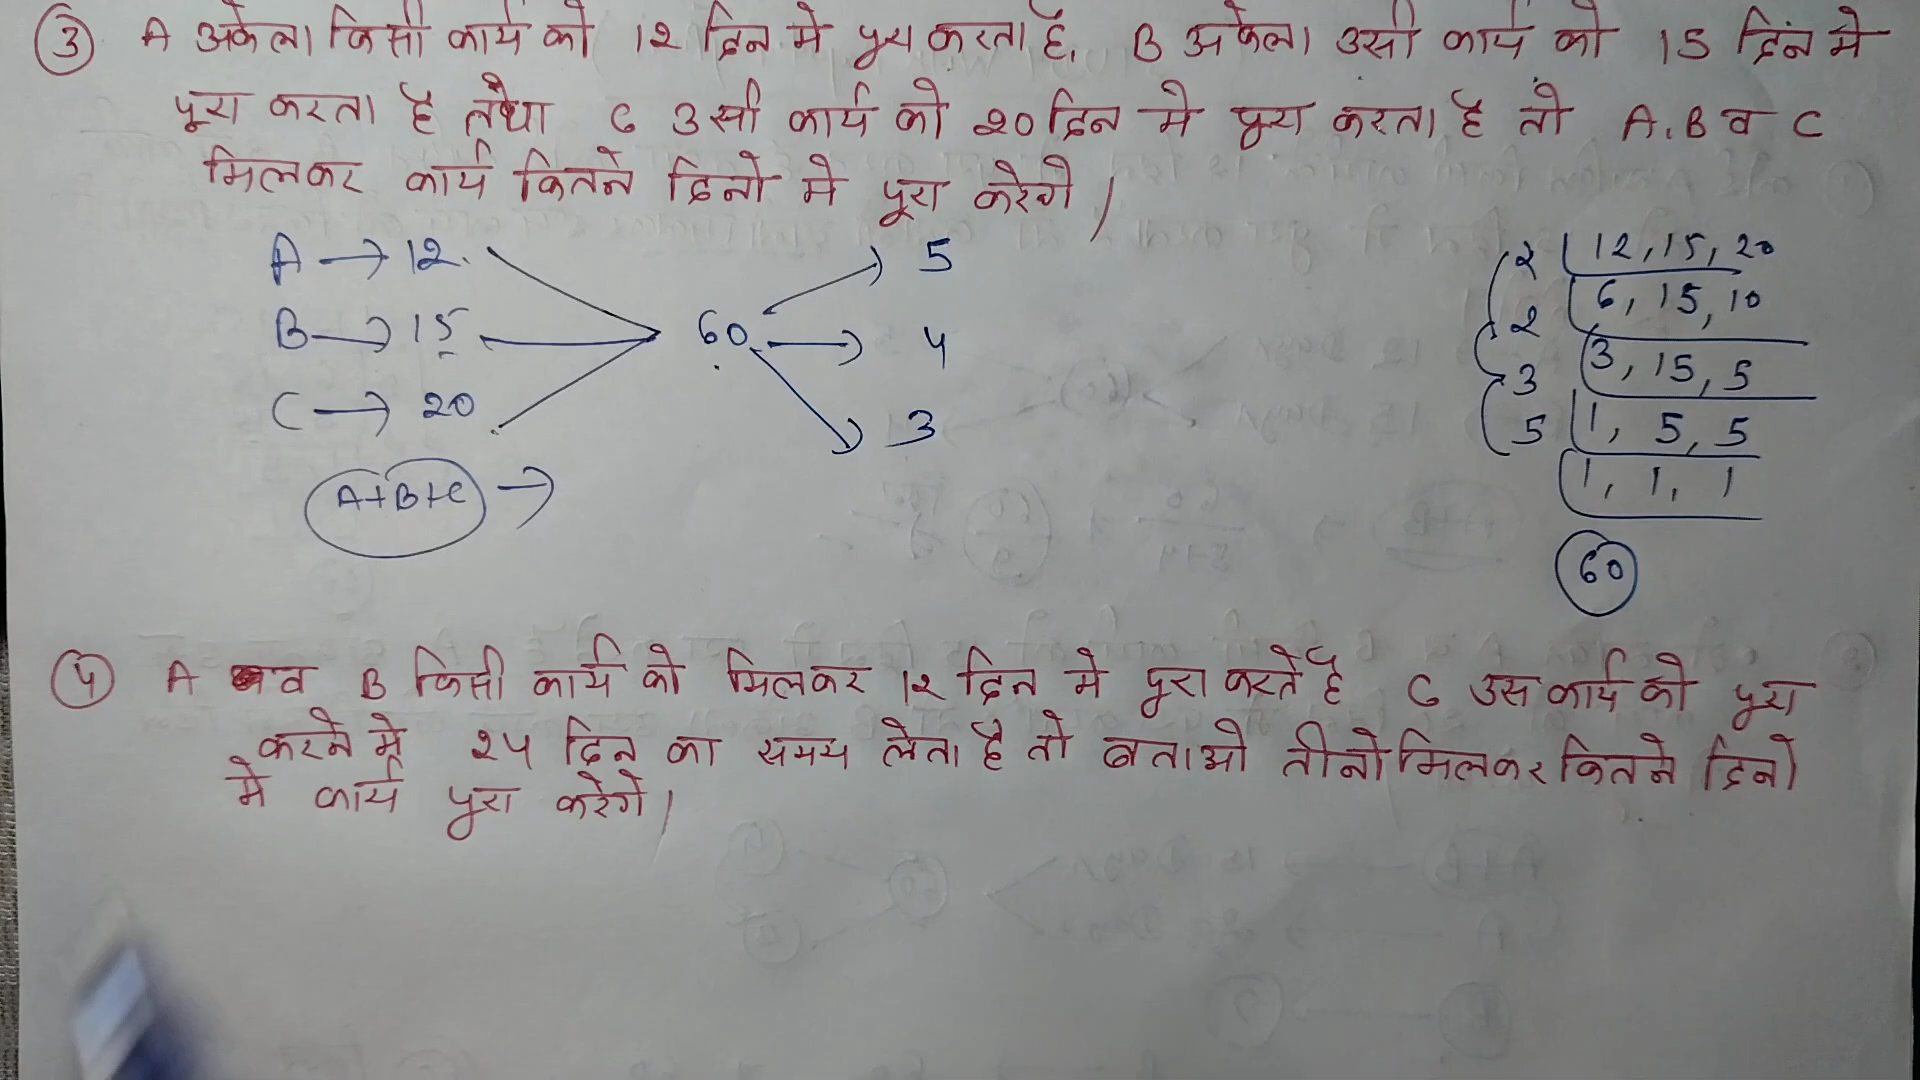 ③ A अकेला किसी कार्य को 12 दिन मे पूरा करता है, B अकेला उसी कार्य को 15 दिन मे
पूरा करता है तथा C उसी कार्य को 20 दिन मे पूरा करता है तो A, B व C
मिलकर कार्य कितने दिनो मे पूरा करेगे।
A → 12
B → 15
C → 20
60
5
4
3
A+B+C →
2 | 12, 15, 20
2 | 6, 15, 10
3 | 3, 15, 5
5 | 1, 5, 5
1, 1, 1
60
④ A व B किसी कार्य को मिलकर 12 दिन मे पूरा करते है C उस कार्य को पूरा
करने मे 24 दिन का समय लेता है तो बताओ तीनो मिलकर कितने दिनो
मे कार्य पूरा करेगे।